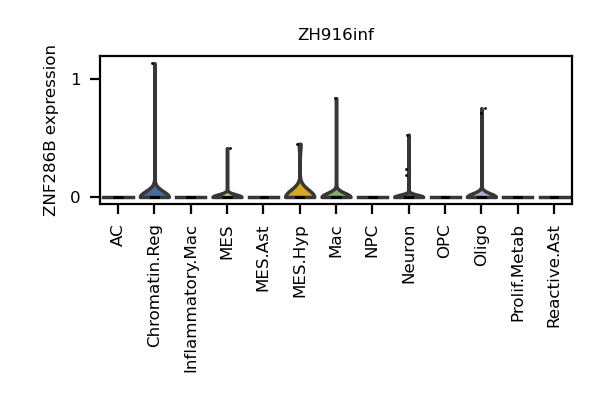 ZH916inf
ZNF286B expression
1
0
AC
Chromatin.Reg
Inflammatory.Mac
MES
MES.Ast
MES.Hyp
Mac
NPC
Neuron
OPC
Oligo
Prolif.Metab
Reactive.Ast